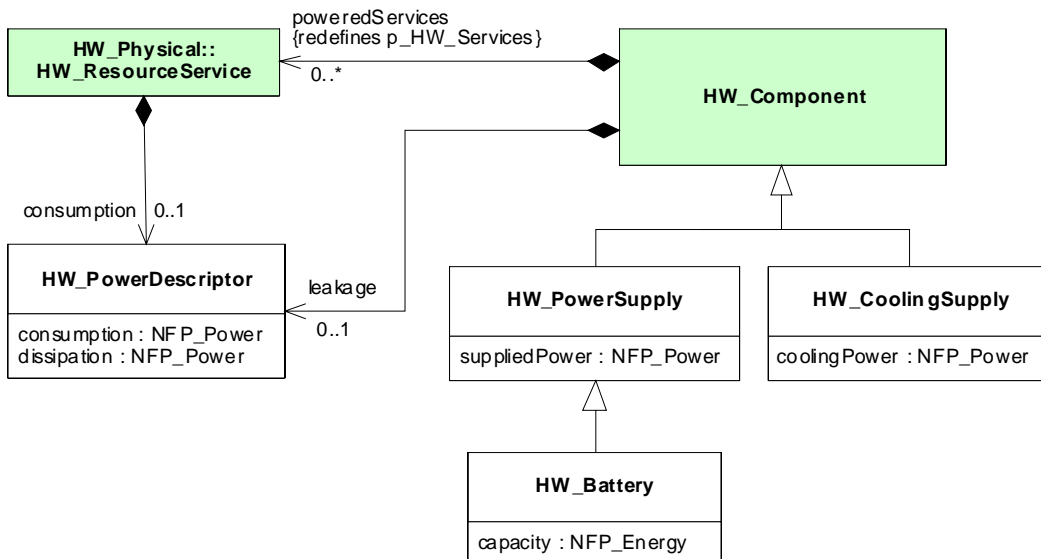 poweredServices
{redefines p_HW_Services}
0..*
HW_Physical::
HW_ResourceService
HW_Component
consumption
0..1
HW_PowerDescriptor
consumption : NFP_Power
dissipation : NFP_Power
leakage
0..1
HW_PowerSupply
suppliedPower : NFP_Power
HW_CoolingSupply
coolingPower : NFP_Power
HW_Battery
capacity : NFP_Energy